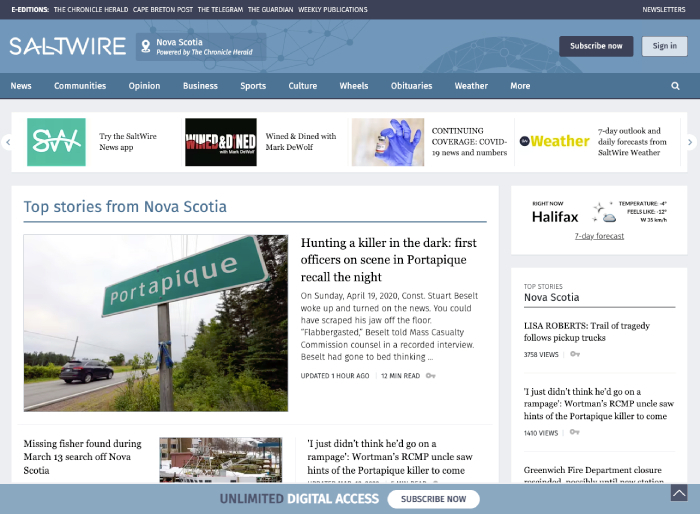 E-EDITIONS: THE CHRONICLE HERALD CAPE BRETON POST THE TELEGRAM THE GUARDIAN WEEKLY PUBLICATIONS NEWSLETTERS
SALTWIRE
Nova Scotia
Powered by The Chronicle Herald
Subscribe now
Sign in
News Communities Opinion Business Sports Culture Wheels Obituaries Weather More
SW
Try the SaltWire
News app
WINED & DINED
with Mark DeWolf
Wined & Dined with
Mark DeWolf
CONTINUING
COVERAGE: COVID-
19 news and numbers
SW Weather
7-day outlook and
daily forecasts from
SaltWire Weather
Top stories from Nova Scotia
Portapique
Hunting a killer in the dark: first
officers on scene in Portapique
recall the night
On Sunday, April 19, 2020, Const. Stuart Beselt
woke up and turned on the news. You could
have scraped his jaw off the floor.
"Flabbergasted," Beselt told Mass Casualty
Commission counsel in a recorded interview.
Beselt had gone to bed thinking ...
UPDATED 1 HOUR AGO | 12 MIN READ
Missing fisher found during
March 13 search off Nova
Scotia
'I just didn't think he'd go on a
rampage': Wortman's RCMP uncle saw
hints of the Portapique killer to come
RIGHT NOW
Halifax
TEMPERATURE: -4°
FEELS LIKE: -12°
W 35 km/h
7-day forecast
TOP STORIES
Nova Scotia
LISA ROBERTS: Trail of tragedy
follows pickup trucks
3758 VIEWS
'I just didn't think he'd go on a
rampage': Wortman's RCMP uncle saw
hints of the Portapique killer to come
1410 VIEWS
Greenwich Fire Department closure
rescinded, possibly until new station
UNLIMITED DIGITAL ACCESS SUBSCRIBE NOW